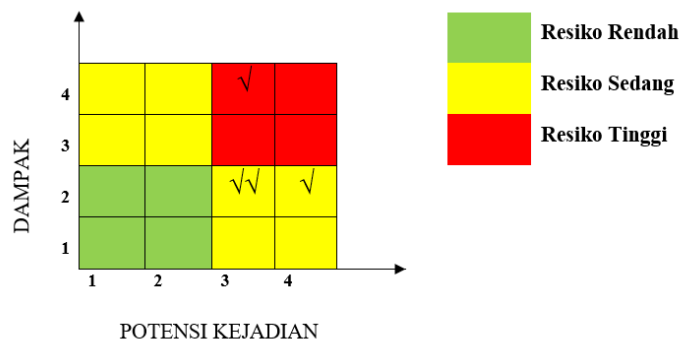 Resiko Rendah
Resiko Sedang
Resiko Tinggi
DAMPAK
4 √
3
2 √√ √
1
1 2 3 4
POTENSI KEJADIAN